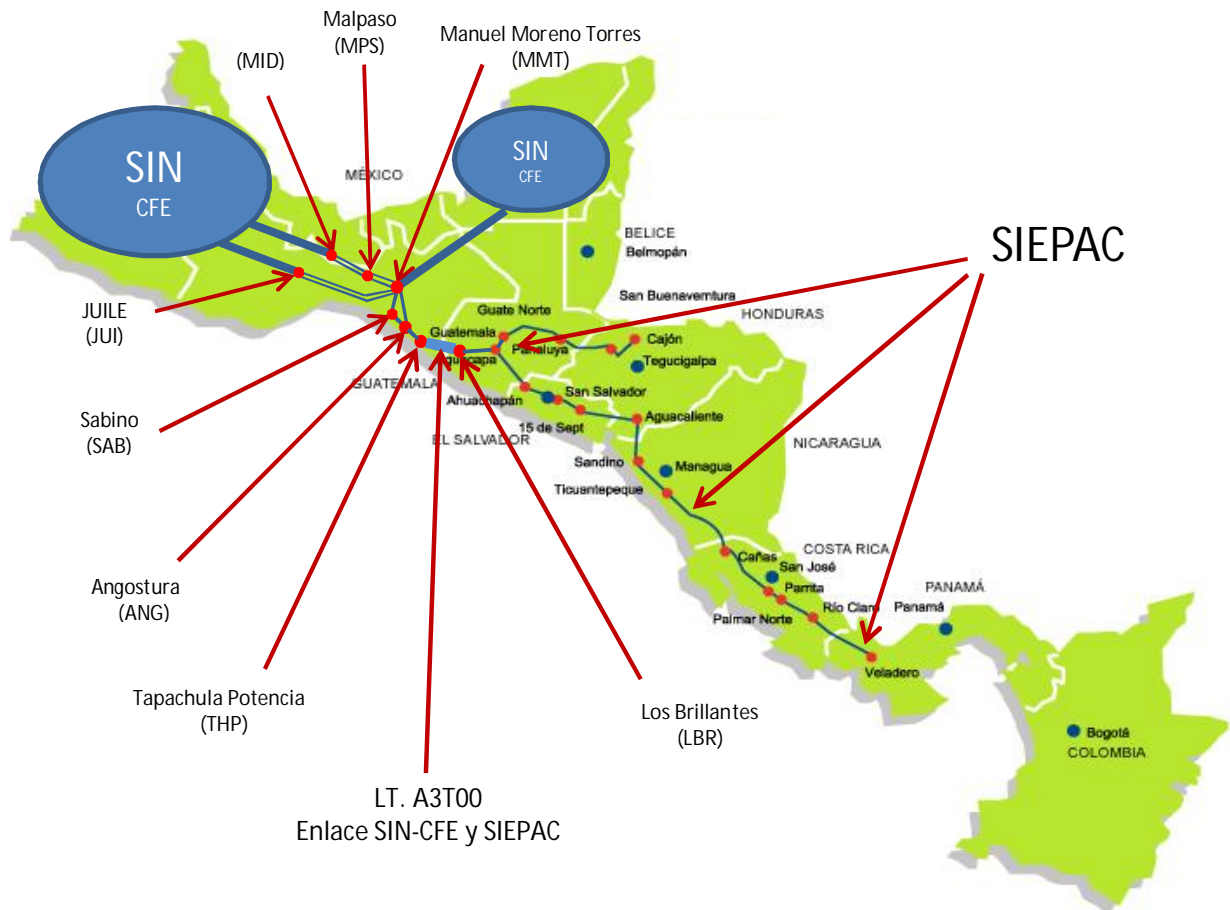 Malpaso
(MPS)
(MID)
Manuel Moreno Torres
(MMT)
SIN
CFE
SIN
CFE
MÉXICO
BELICE
Belmopán
SIEPAC
San Buenaverntura
JUILE
(JUI)
Guate Norte
HONDURAS
Guatemala
Panaluya
Cajón
Tegucigalpa
GUATEMALA
Ahuachapán
San Salvador
Aguacaliente
Sabino
(SAB)
15 de Sept
EL SALVADOR
NICARAGUA
Sandino
Managua
Ticuantepeque
COSTA RICA
Cañas
San José
Angostura
(ANG)
Parrita
PANAMÁ
Palmar Norte
Río Claro
Panamá
Veladero
Tapachula Potencia
(THP)
Los Brillantes
(LBR)
Bogotá
COLOMBIA
LT. A3T00
Enlace SIN-CFE y SIEPAC